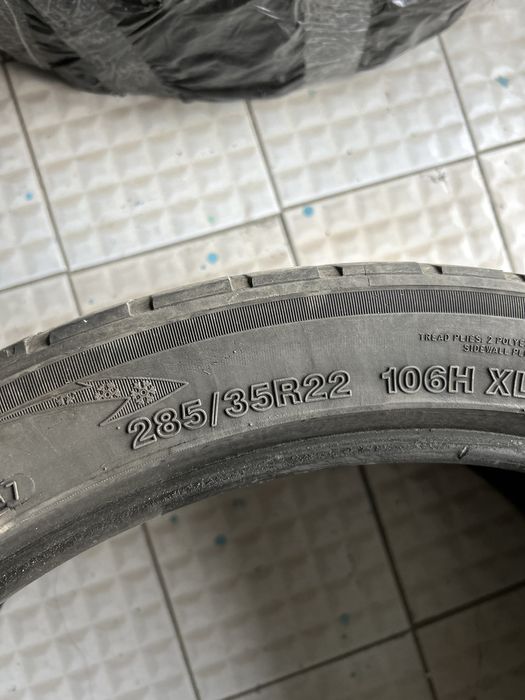 TREAD PLIES: 2 POLYE
SIDEWALL PL
285/35R22 106H XL